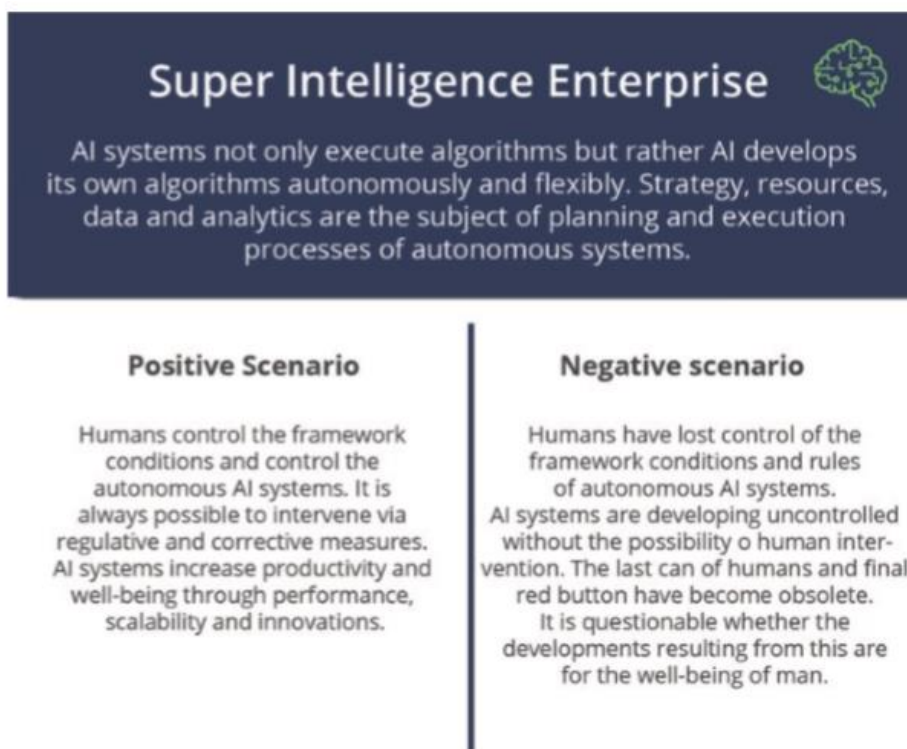 Super Intelligence Enterprise
AI systems not only execute algorithms but rather AI develops
its own algorithms autonomously and flexibly. Strategy, resources,
data and analytics are the subject of planning and execution
processes of autonomous systems.
Positive Scenario
Humans control the framework
conditions and control the
autonomous AI systems. It is
always possible to intervene via
regulative and corrective measures.
AI systems increase productivity and
well-being through performance,
scalability and innovations.
Negative scenario
Humans have lost control of the
framework conditions and rules
of autonomous AI systems.
AI systems are developing uncontrolled
without the possibility o human inter-
vention. The last can of humans and final
red button have become obsolete.
It is questionable whether the
developments resulting from this are
for the well-being of man.